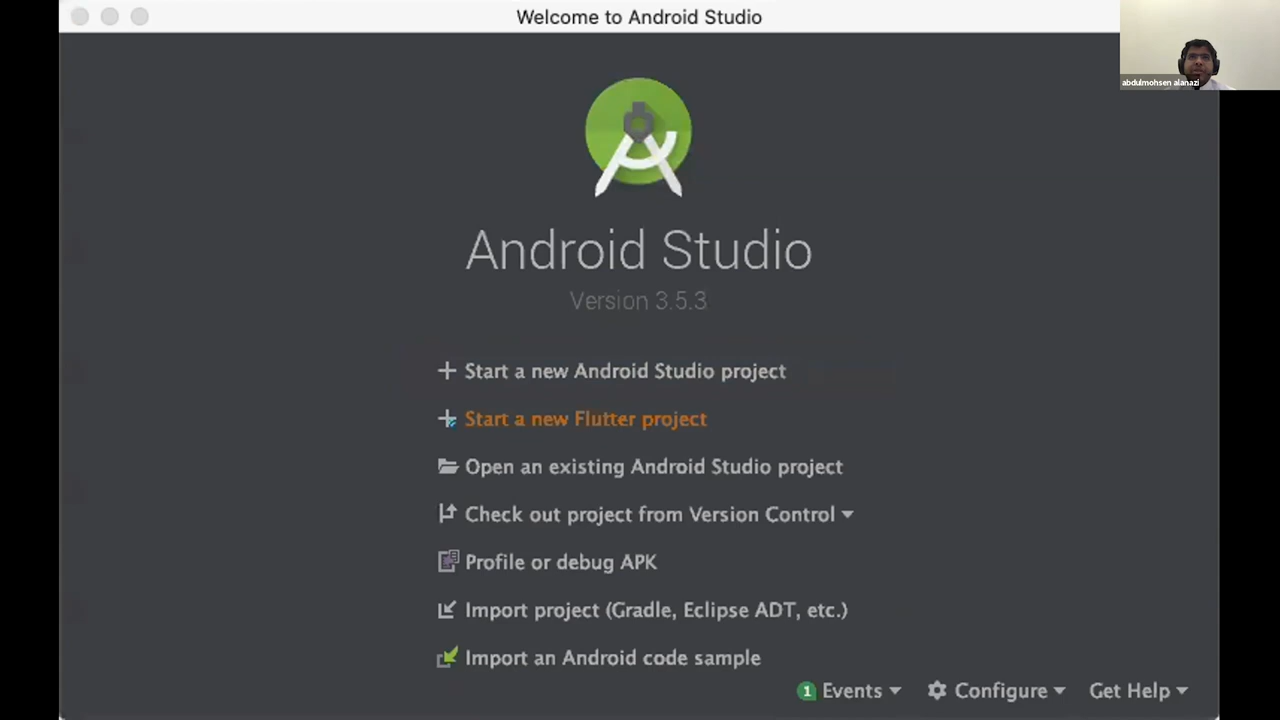 Welcome to Android Studio
abdulmohsen alanazi
Android Studio
Version 3.5.3
Start a new Android Studio project
Start a new Flutter project
Open an existing Android Studio project
Check out project from Version Control
Profile or debug APK
Import project (Gradle, Eclipse ADT, etc.)
Import an Android code sample
1 Events Configure Get Help